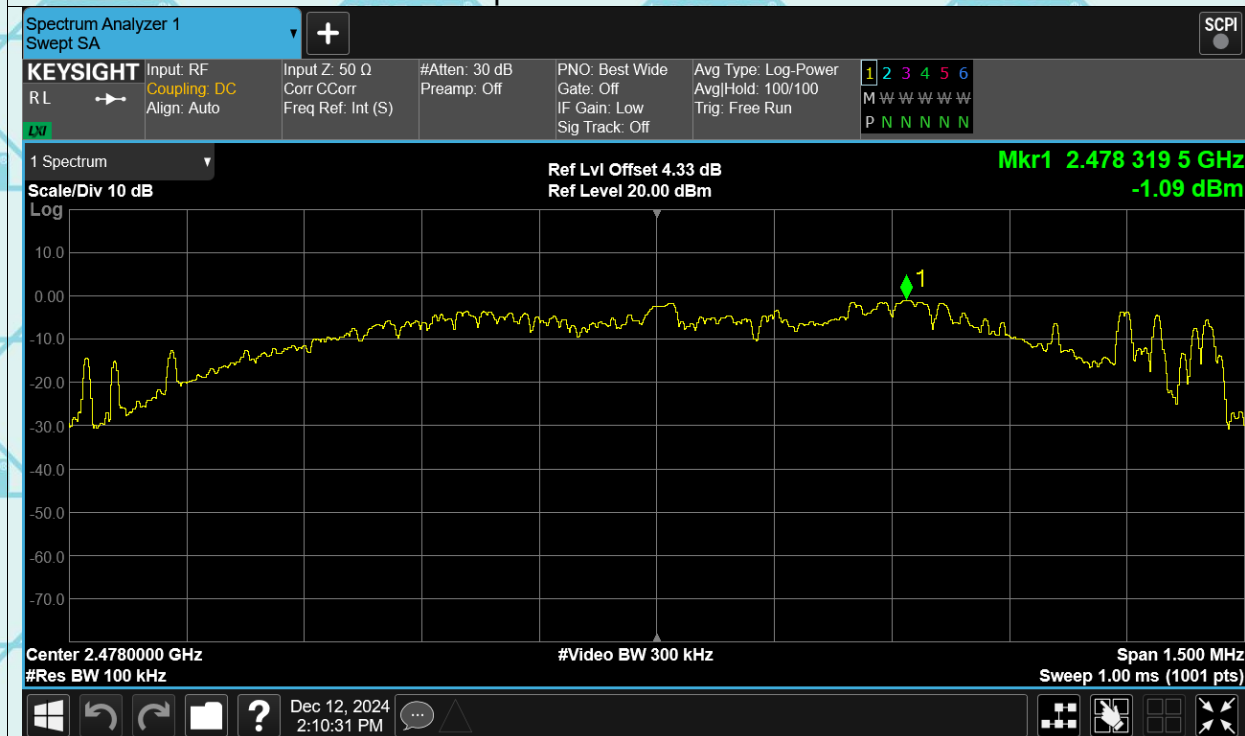 Spectrum Analyzer 1
Swept SA
+
SCPI
KEYSIGHT
RL
LXI
Input: RF
Coupling: DC
Align: Auto
Input Z: 50 Ω
Corr CCorr
Freq Ref: Int (S)
#Atten: 30 dB
Preamp: Off
PNO: Best Wide
Gate: Off
IF Gain: Low
Sig Track: Off
Avg Type: Log-Power
Avg|Hold: 100/100
Trig: Free Run
1 2 3 4 5 6
M W W W W W
P N N N N N
1 Spectrum
Ref Lvl Offset 4.33 dB
Mkr1 2.478 319 5 GHz
Scale/Div 10 dB
Ref Level 20.00 dBm
-1.09 dBm
Log
10.0
0.00
-10.0
-20.0
-30.0
-40.0
-50.0
-60.0
-70.0
1
Center 2.4780000 GHz
#Video BW 300 kHz
Span 1.500 MHz
#Res BW 100 kHz
Sweep 1.00 ms (1001 pts)
?
Dec 12, 2024
2:10:31 PM